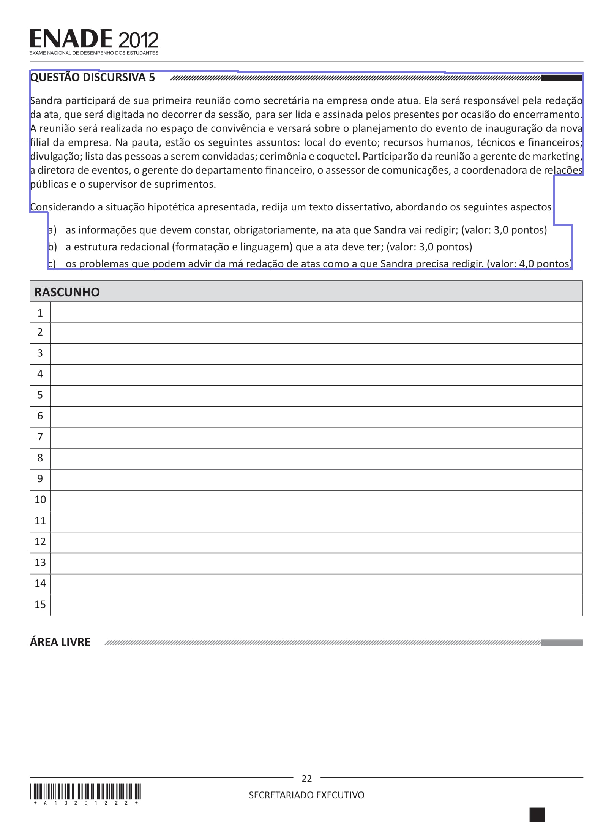 ENADE 2012
EXAME NACIONAL DE DESEMPENHO DOS ESTUDANTES
QUESTÃO DISCURSIVA 5
Sandra participará de sua primeira reunião como secretária na empresa onde atua. Ela será responsável pela redação
da ata, que será digitada no decorrer da sessão, para ser lida e assinada pelos presentes por ocasião do encerramento.
A reunião será realizada no espaço de convivência e versará sobre o planejamento do evento de inauguração da nova
filial da empresa. Na pauta, estão os seguintes assuntos: local do evento; recursos humanos, técnicos e financeiros;
divulgação; lista das pessoas a serem convidadas; cerimônia e coquetel. Participarão da reunião a gerente de marketing,
a diretora de eventos, o gerente do departamento financeiro, o assessor de comunicações, a coordenadora de relações
públicas e o supervisor de suprimentos.
Considerando a situação hipotética apresentada, redija um texto dissertativo, abordando os seguintes aspectos:
a) as informações que devem constar, obrigatoriamente, na ata que Sandra vai redigir; (valor: 3,0 pontos)
b) a estrutura redacional (formatação e linguagem) que a ata deve ter; (valor: 3,0 pontos)
c) os problemas que podem advir da má redação de atas como a que Sandra precisa redigir. (valor: 4,0 pontos)
RASCUNHO
1
2
3
4
5
6
7
8
9
10
11
12
13
14
15
ÁREA LIVRE
22
SECRETARIADO EXECUTIVO